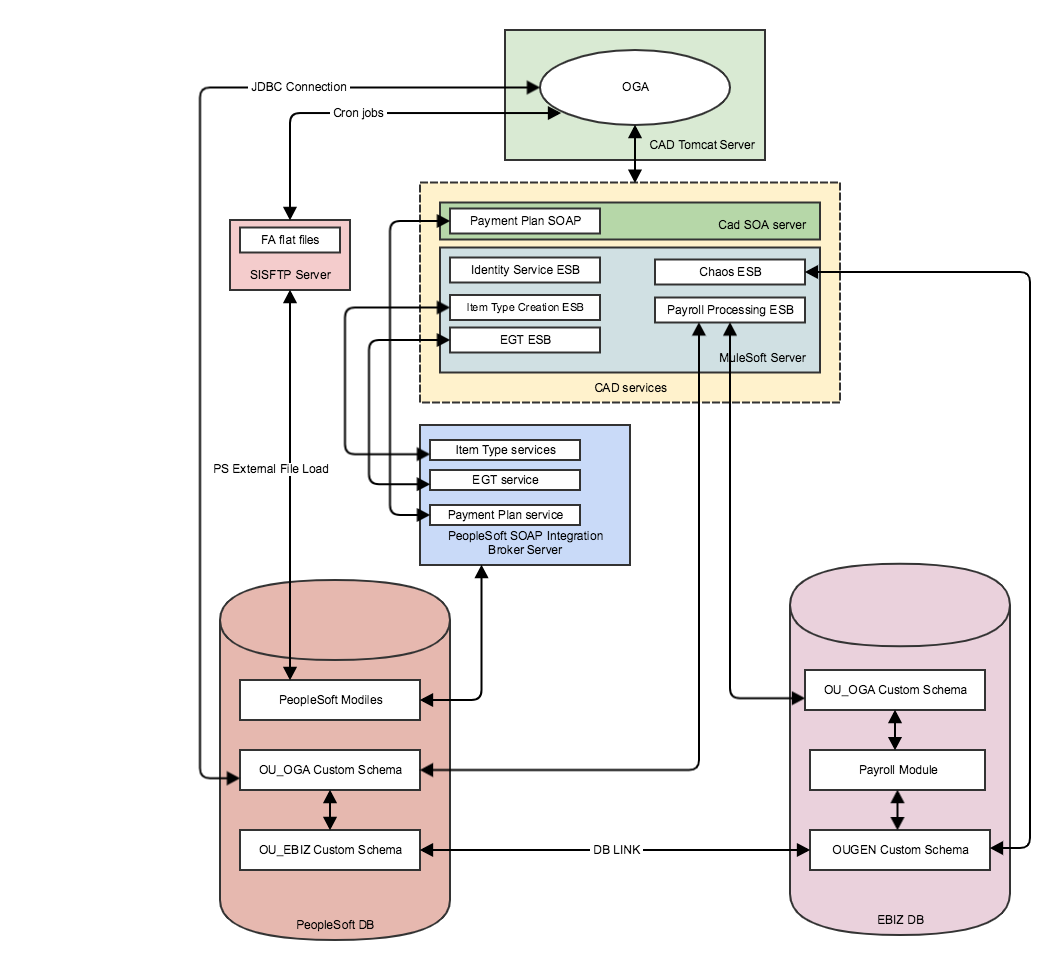 OGA
JDBC Connection
Cron jobs
CAD Tomcat Server
Payment Plan SOAP
Cad SOA server
FA flat files
SISFTP Server
Identity Service ESB
Chaos ESB
Item Type Creation ESB
Payroll Processing ESB
EGT ESB
MuleSoft Server
CAD services
Item Type services
PS External File Load
EGT service
Payment Plan service
PeopleSoft SOAP Integration
Broker Server
PeopleSoft Modiles
OU_OGA Custom Schema
OU_OGA Custom Schema
Payroll Module
OU_EBIZ Custom Schema
DB LINK
OUGEN Custom Schema
PeopleSoft DB
EBIZ DB